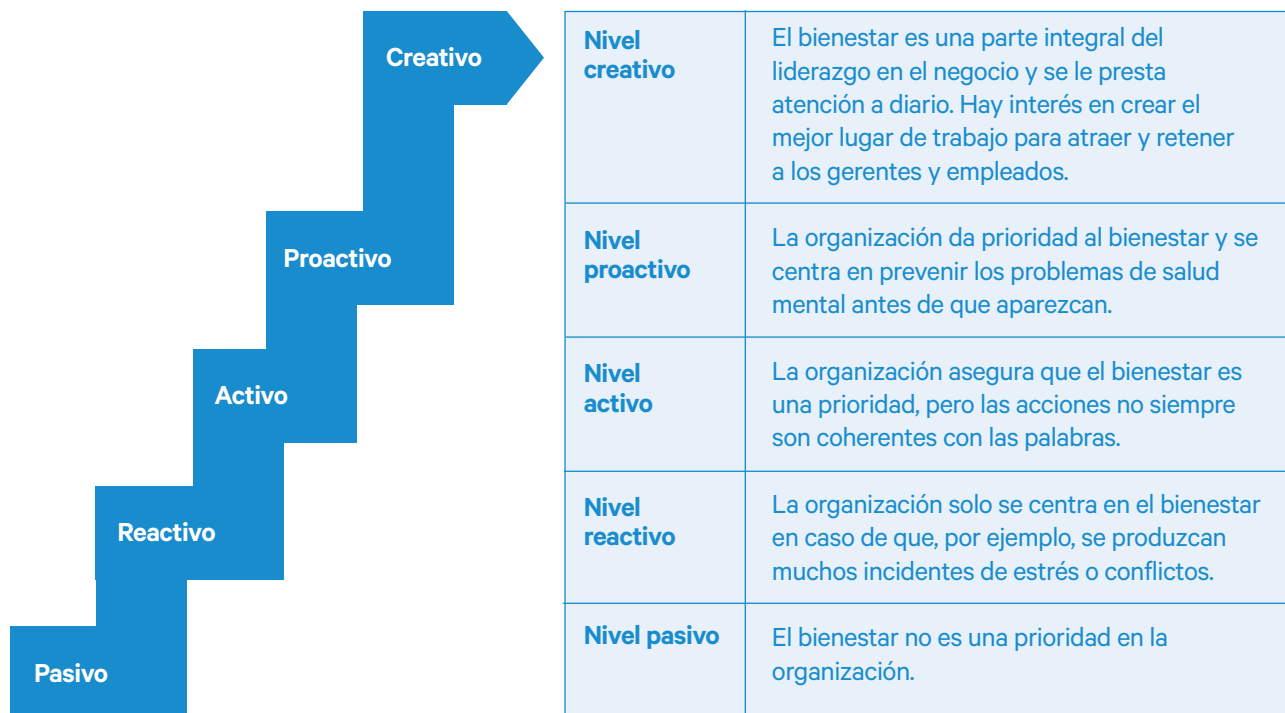 Creativo
Proactivo
Activo
Reactivo
Pasivo
Nivel
creativo
El bienestar es una parte integral del
liderazgo en el negocio y se le presta
atención a diario. Hay interés en crear el
mejor lugar de trabajo para atraer y retener
a los gerentes y empleados.
Nivel
proactivo
La organización da prioridad al bienestar y se
centra en prevenir los problemas de salud
mental antes de que aparezcan.
Nivel
activo
La organización asegura que el bienestar es
una prioridad, pero las acciones no siempre
son coherentes con las palabras.
Nivel
reactivo
La organización solo se centra en el bienestar
en caso de que, por ejemplo, se produzcan
muchos incidentes de estrés o conflictos.
Nivel pasivo
El bienestar no es una prioridad en la
organización.